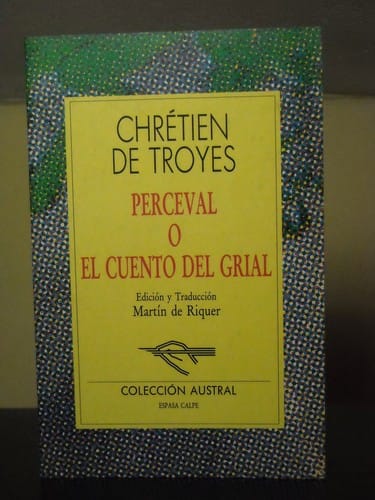 CHRÉTIEN
DE TROYES
PERCEVAL
O
EL CUENTO DEL GRIAL
Edición y Traducción
Martín de Riquer
COLECCIÓN AUSTRAL
ESPASA CALPE